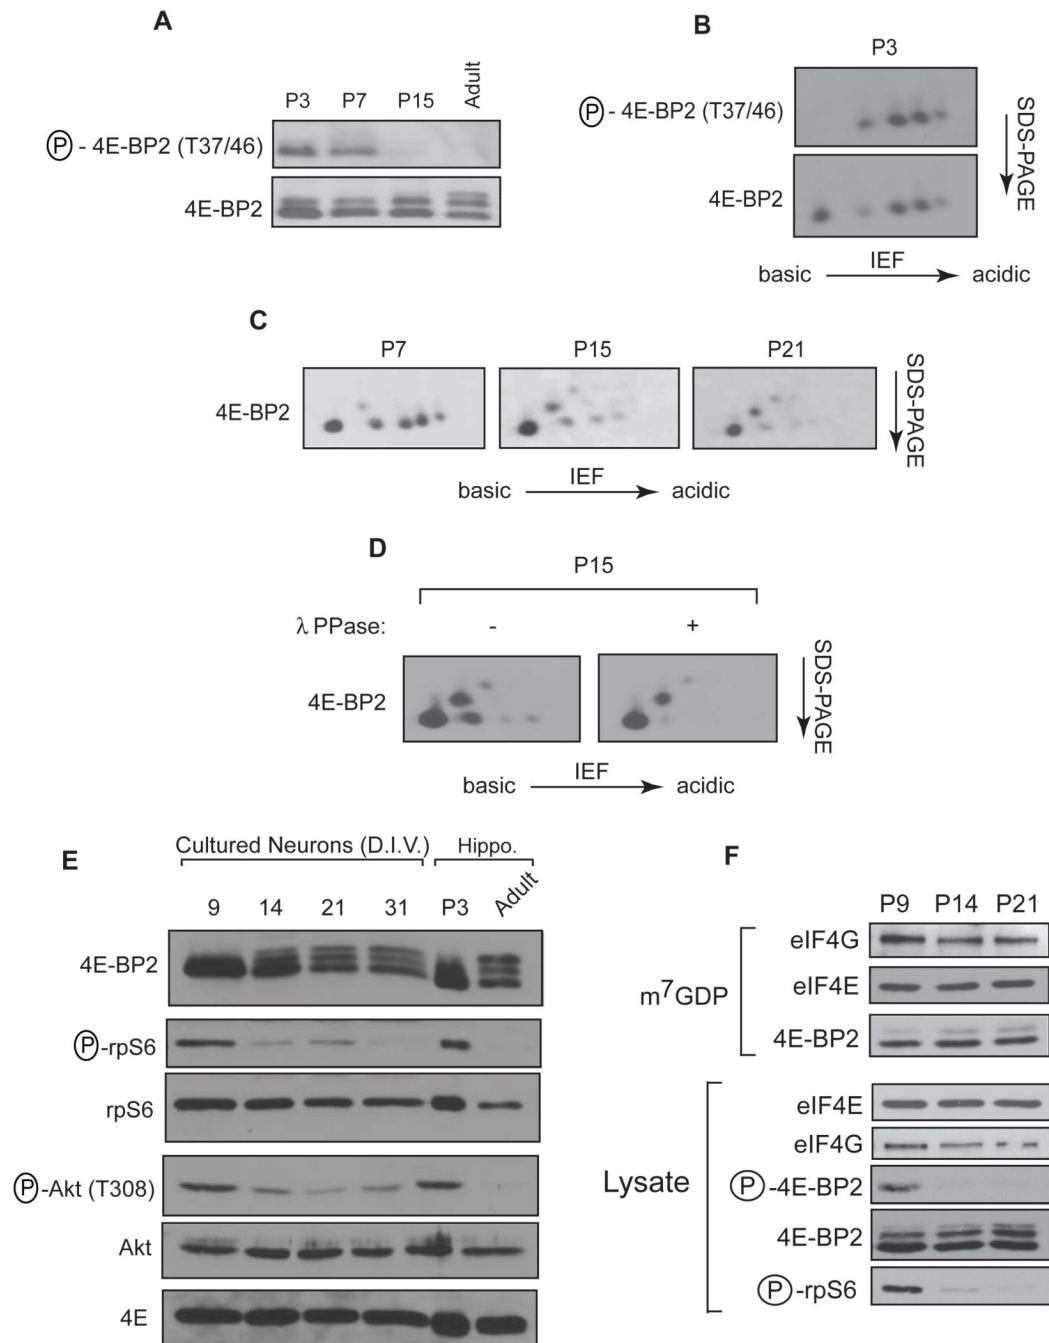 A
P3 P7 P15 Adult
Ⓟ - 4E-BP2 (T37/46)
4E-BP2
B
P3
Ⓟ - 4E-BP2 (T37/46)
4E-BP2
SDS-PAGE
basic IEF acidic
C
P7 P15 P21
4E-BP2
SDS-PAGE
basic IEF acidic
D
P15
λ PPase: - +
4E-BP2
SDS-PAGE
basic IEF acidic
E
Cultured Neurons (D.I.V.) Hippo.
9 14 21 31 P3 Adult
4E-BP2
Ⓟ-rpS6
rpS6
Ⓟ-Akt (T308)
Akt
4E
F
P9 P14 P21
m⁷GDP
eIF4G
eIF4E
4E-BP2
Lysate
eIF4E
eIF4G
Ⓟ-4E-BP2
4E-BP2
Ⓟ-rpS6